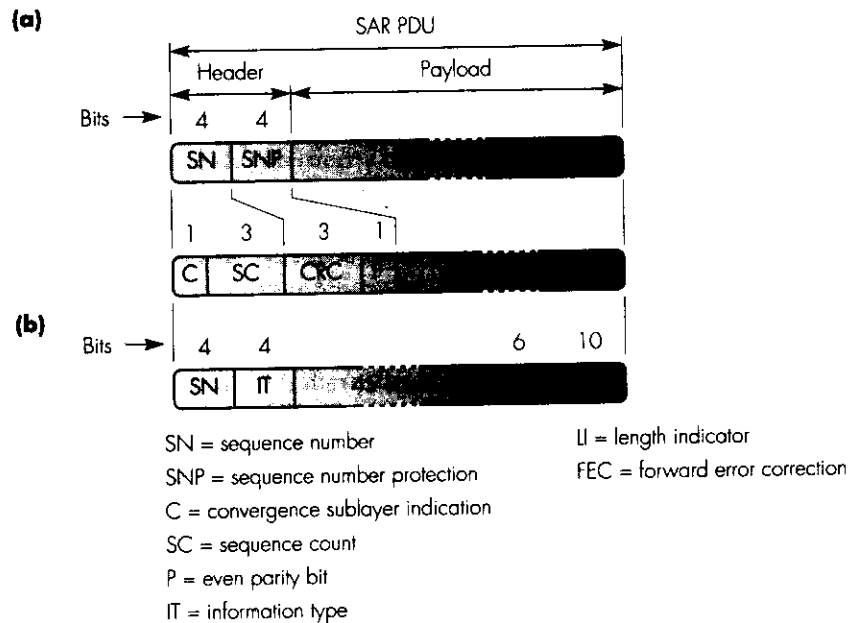 (a)
SAR PDU
Header Payload
Bits 4 4
SN SNP
1 3 3 1
C SC CRC
(b)
Bits 4 4 6 10
SN IT
SN = sequence number
SNP = sequence number protection
C = convergence sublayer indication
SC = sequence count
P = even parity bit
IT = information type
LI = length indicator
FEC = forward error correction